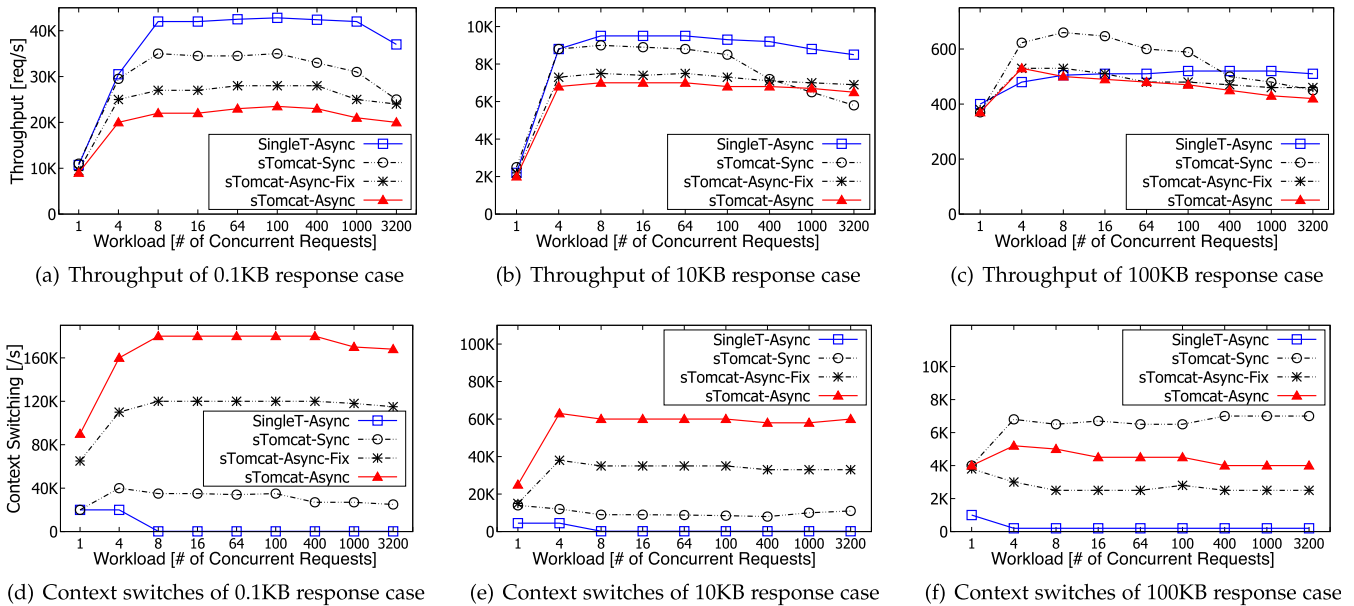 Throughput [req/s]
40K
30K
20K
10K
0
SingleT-Async
sTomcat-Sync
sTomcat-Async-Fix
sTomcat-Async
1 4 8 16 64 100 400 1000 3200
Workload [# of Concurrent Requests]
(a) Throughput of 0.1KB response case
10K
8K
6K
4K
2K
0
SingleT-Async
sTomcat-Sync
sTomcat-Async-Fix
sTomcat-Async
1 4 8 16 64 100 400 1000 3200
Workload [# of Concurrent Requests]
(b) Throughput of 10KB response case
600
400
200
0
SingleT-Async
sTomcat-Sync
sTomcat-Async-Fix
sTomcat-Async
1 4 8 16 64 100 400 1000 3200
Workload [# of Concurrent Requests]
(c) Throughput of 100KB response case
Context Switching [/s]
160K
120K
80K
40K
0
SingleT-Async
sTomcat-Sync
sTomcat-Async-Fix
sTomcat-Async
1 4 8 16 64 100 400 1000 3200
Workload [# of Concurrent Requests]
(d) Context switches of 0.1KB response case
100K
80K
60K
40K
20K
0
SingleT-Async
sTomcat-Sync
sTomcat-Async-Fix
sTomcat-Async
1 4 8 16 64 100 400 1000 3200
Workload [# of Concurrent Requests]
(e) Context switches of 10KB response case
10K
8K
6K
4K
2K
0
SingleT-Async
sTomcat-Sync
sTomcat-Async-Fix
sTomcat-Async
1 4 8 16 64 100 400 1000 3200
Workload [# of Concurrent Requests]
(f) Context switches of 100KB response case